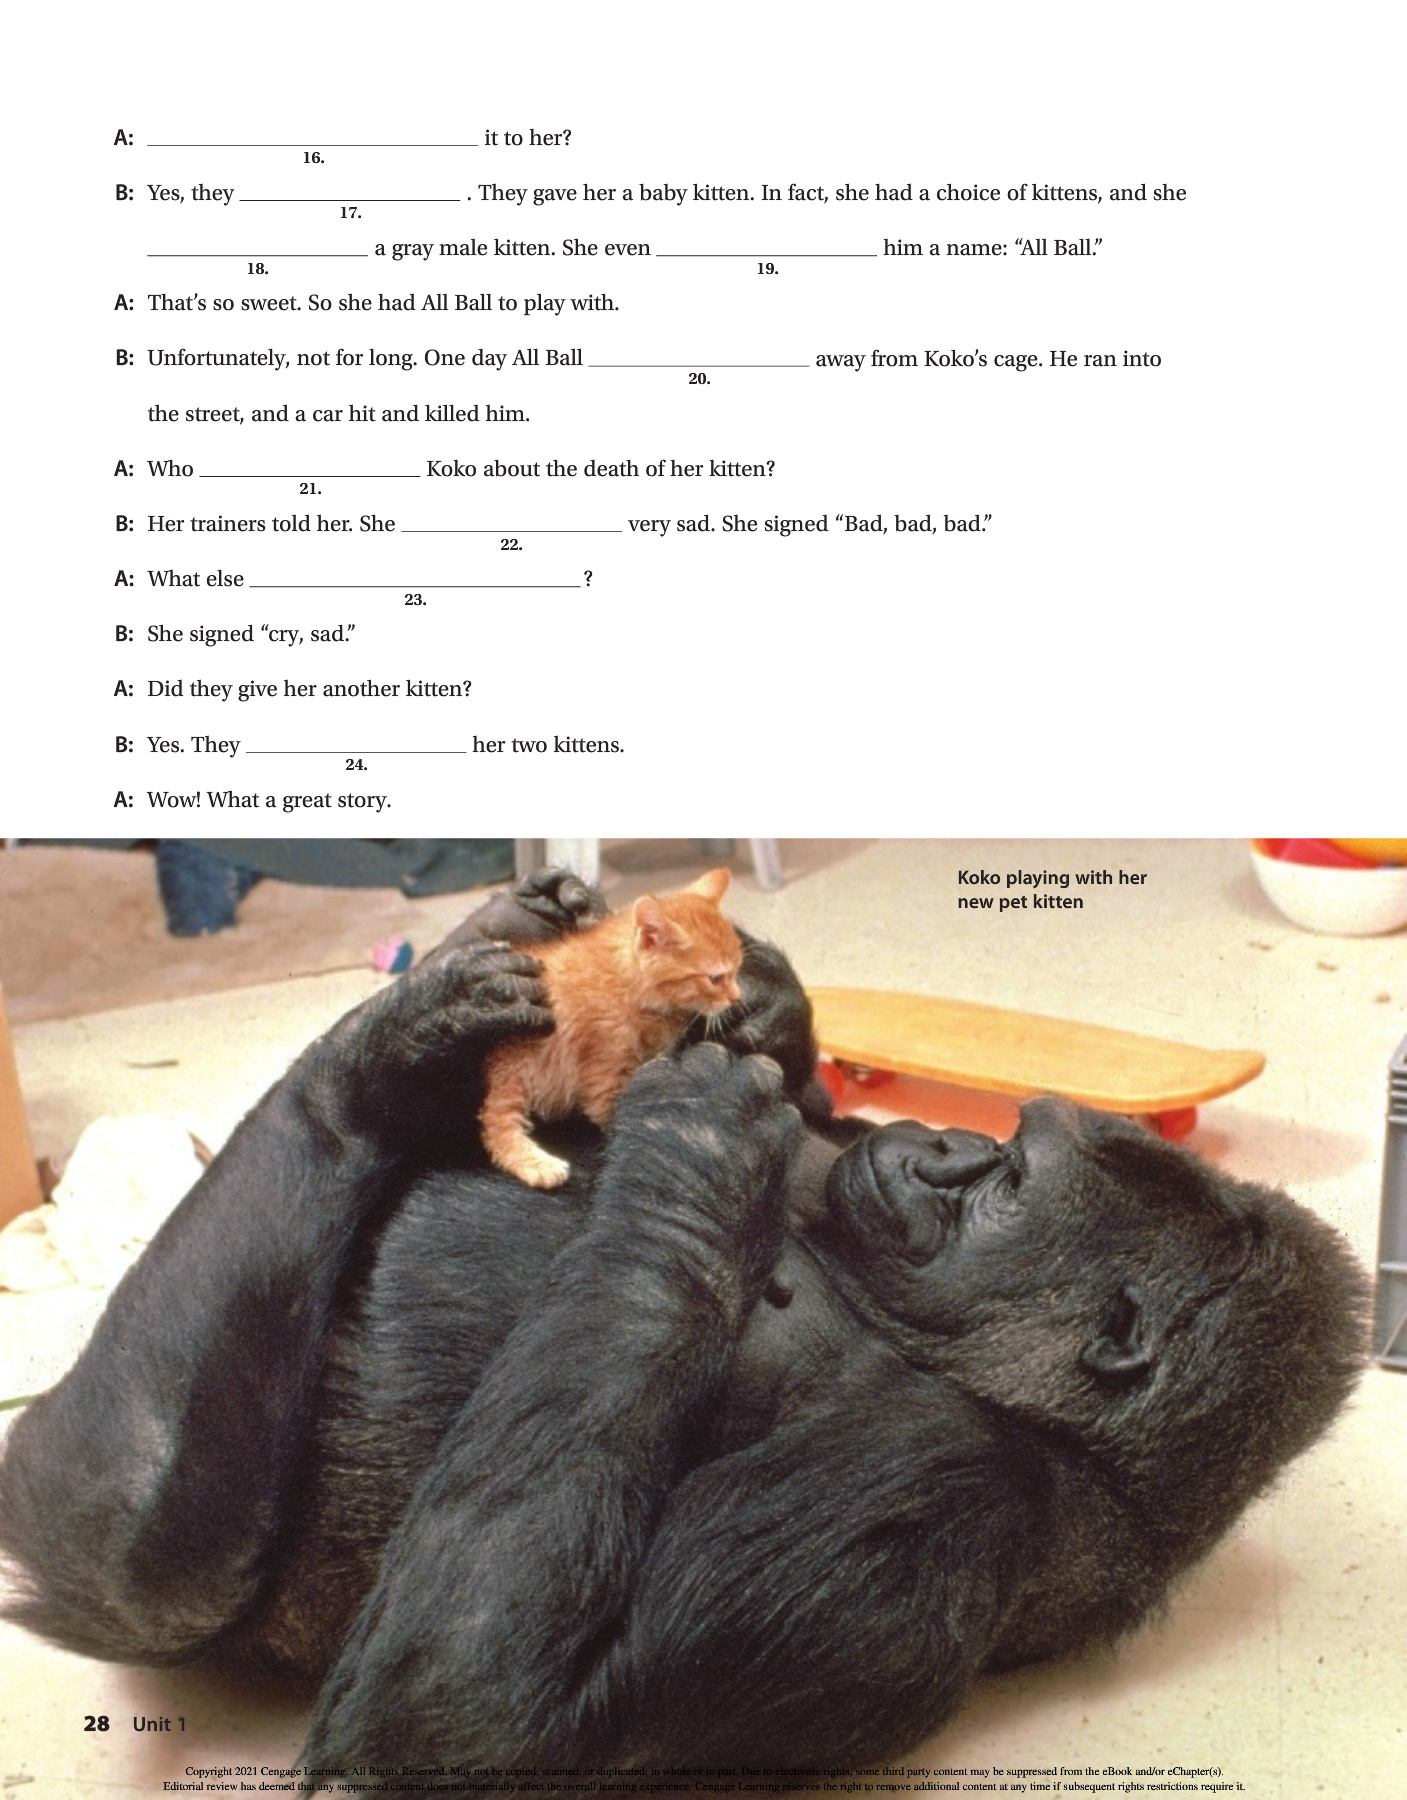 A: ______________________________ it to her?
16.
B: Yes, they ____________________ . They gave her a baby kitten. In fact, she had a choice of kittens, and she
17.
____________________ a gray male kitten. She even ____________________ him a name: “All Ball.”
18. 19.
A: That’s so sweet. So she had All Ball to play with.
B: Unfortunately, not for long. One day All Ball ____________________ away from Koko’s cage. He ran into
20.
the street, and a car hit and killed him.
A: Who ____________________ Koko about the death of her kitten?
21.
B: Her trainers told her. She ____________________ very sad. She signed “Bad, bad, bad.”
22.
A: What else ______________________________ ?
23.
B: She signed “cry, sad.”
A: Did they give her another kitten?
B: Yes. They ____________________ her two kittens.
24.
A: Wow! What a great story.
Koko playing with her
new pet kitten
28 Unit 1
Copyright 2021 Cengage Learning. All Rights Reserved. May not be copied, scanned, or duplicated, in whole or in part. Due to electronic rights, some third party content may be suppressed from the eBook and/or eChapter(s).
Editorial review has deemed that any suppressed content does not materially affect the overall learning experience. Cengage Learning reserves the right to remove additional content at any time if subsequent rights restrictions require it.